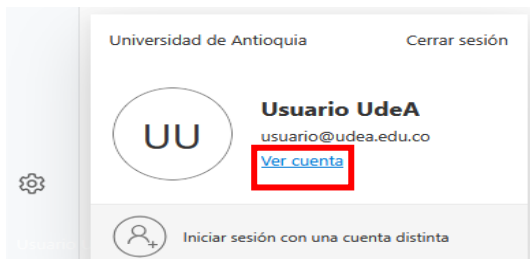 Universidad de Antioquia Cerrar sesión
UU
Usuario UdeA
usuario@udea.edu.co
Ver cuenta
Iniciar sesión con una cuenta distinta